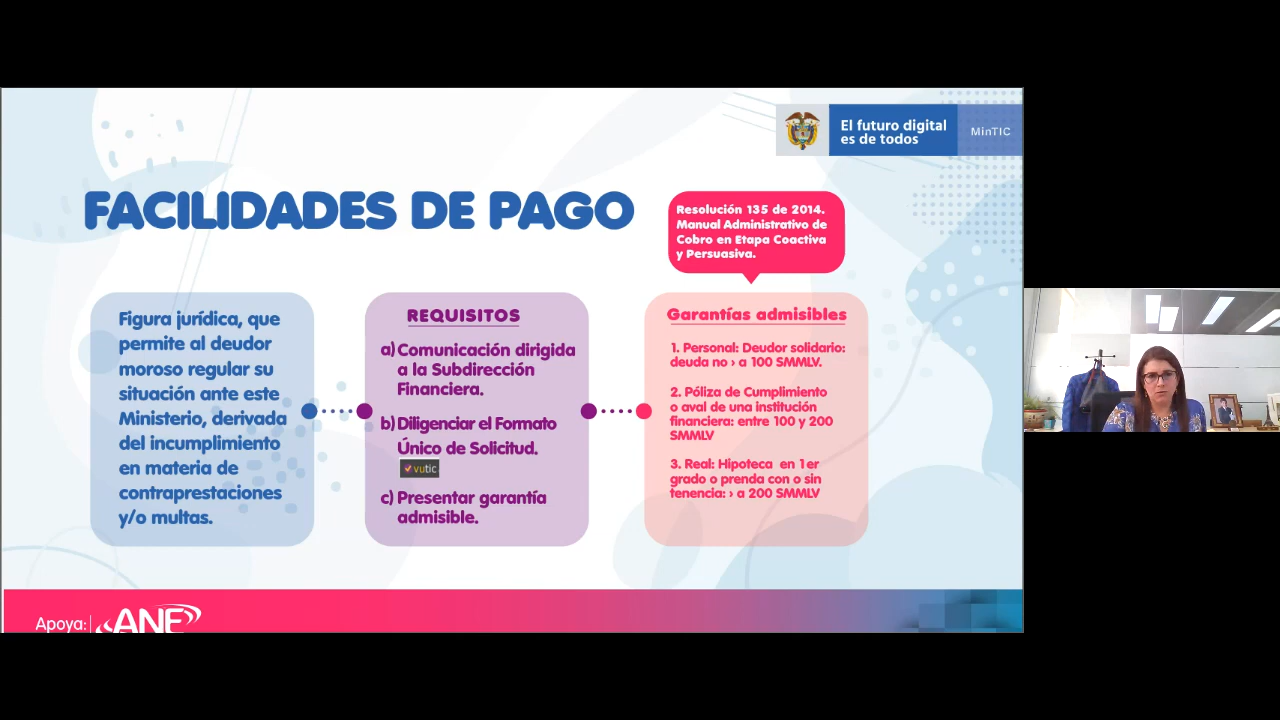 El futuro digital
es de todos
MinTIC
FACILIDADES DE PAGO
Resolución 135 de 2014.
Manual Administrativo de
Cobro en Etapa Coactiva
y Persuasiva.
Figura jurídica, que
permite al deudor
moroso regular su
situación ante este
Ministerio, derivada
del incumplimiento
en materia de
contraprestaciones
y/o multas.
REQUISITOS
a) Comunicación dirigida
a la Subdirección
Financiera.
b) Diligenciar el Formato
Único de Solicitud.
vutic
c) Presentar garantía
admisible.
Garantías admisibles
1. Personal: Deudor solidario:
deuda no › a 100 SMMLV.
2. Póliza de Cumplimiento
o aval de una institución
financiera: entre 100 y 200
SMMLV
3. Real: Hipoteca en 1er
grado o prenda con o sin
tenencia: › a 200 SMMLV
Apoya:
ANE